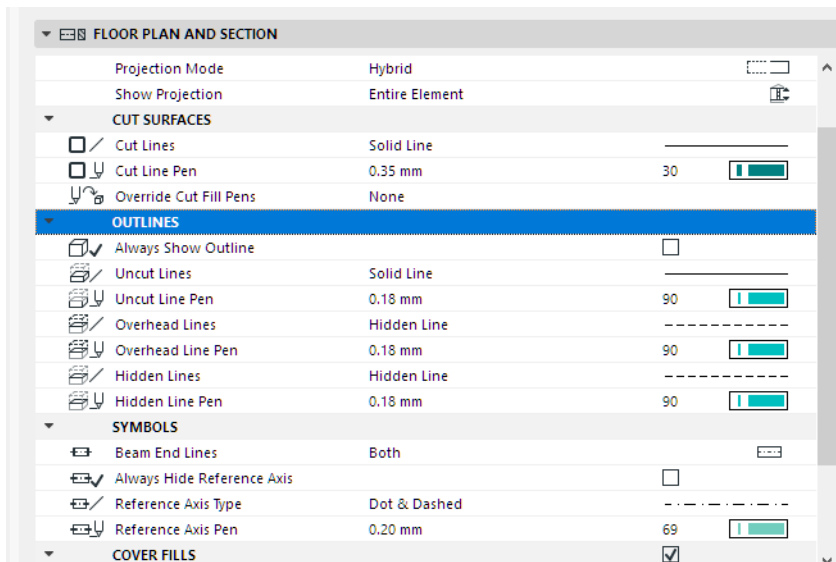 FLOOR PLAN AND SECTION
Projection Mode Hybrid
Show Projection Entire Element
CUT SURFACES
Cut Lines Solid Line
Cut Line Pen 0.35 mm 30
Override Cut Fill Pens None
OUTLINES
Always Show Outline
Uncut Lines Solid Line
Uncut Line Pen 0.18 mm 90
Overhead Lines Hidden Line
Overhead Line Pen 0.18 mm 90
Hidden Lines Hidden Line
Hidden Line Pen 0.18 mm 90
SYMBOLS
Beam End Lines Both
Always Hide Reference Axis
Reference Axis Type Dot & Dashed
Reference Axis Pen 0.20 mm 69
COVER FILLS